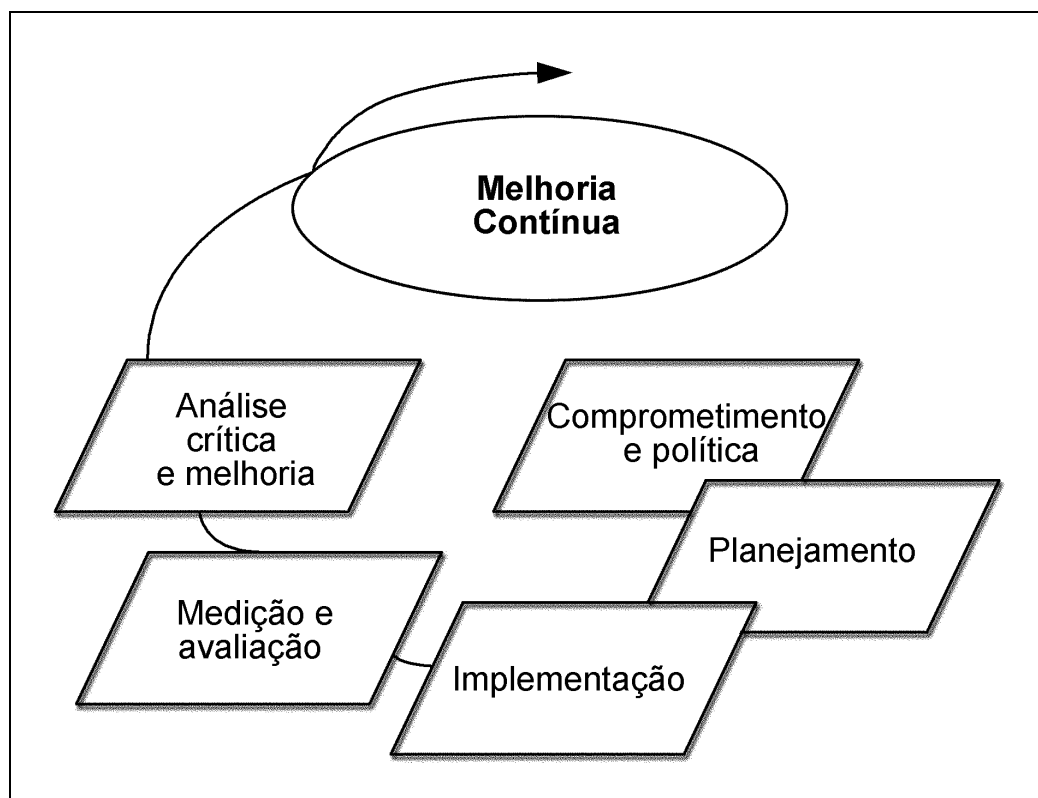 Melhoria
Contínua
Análise
crítica
e melhoria
Comprometimento
e política
Planejamento
Medição e
avaliação
Implementação